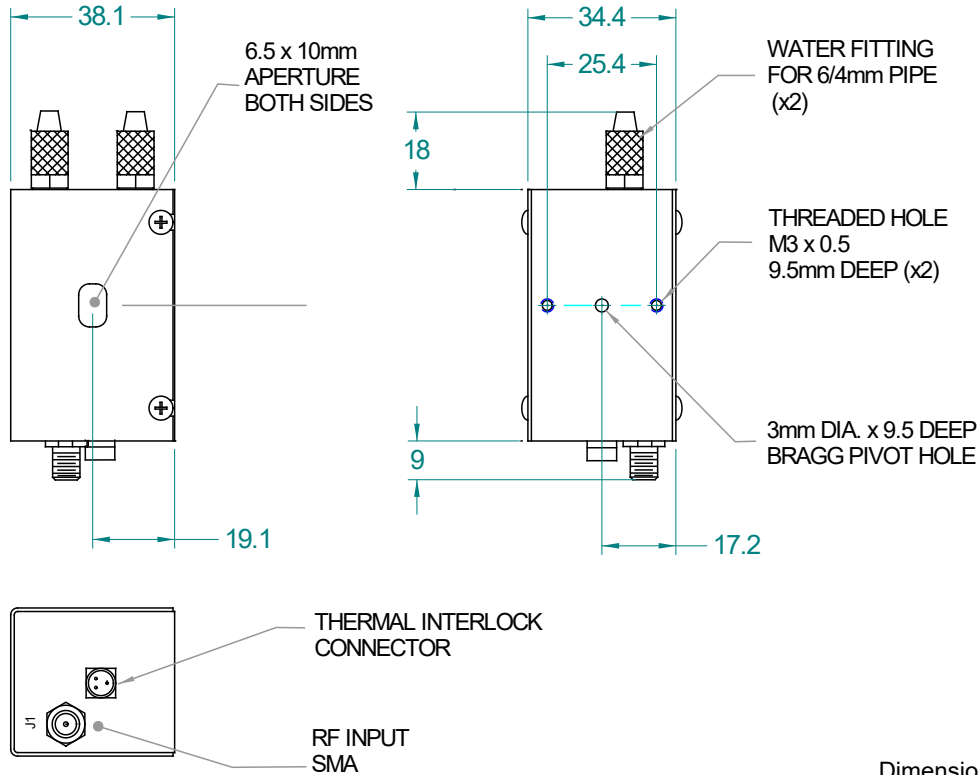 38.1
6.5 x 10mm
APERTURE
BOTH SIDES
34.4
25.4
WATER FITTING
FOR 6/4mm PIPE
(x2)
18
THREADED HOLE
M3 x 0.5
9.5mm DEEP (x2)
3mm DIA. x 9.5 DEEP
BRAGG PIVOT HOLE
9
19.1
17.2
THERMAL INTERLOCK
CONNECTOR
J1
RF INPUT
SMA
Dimensio